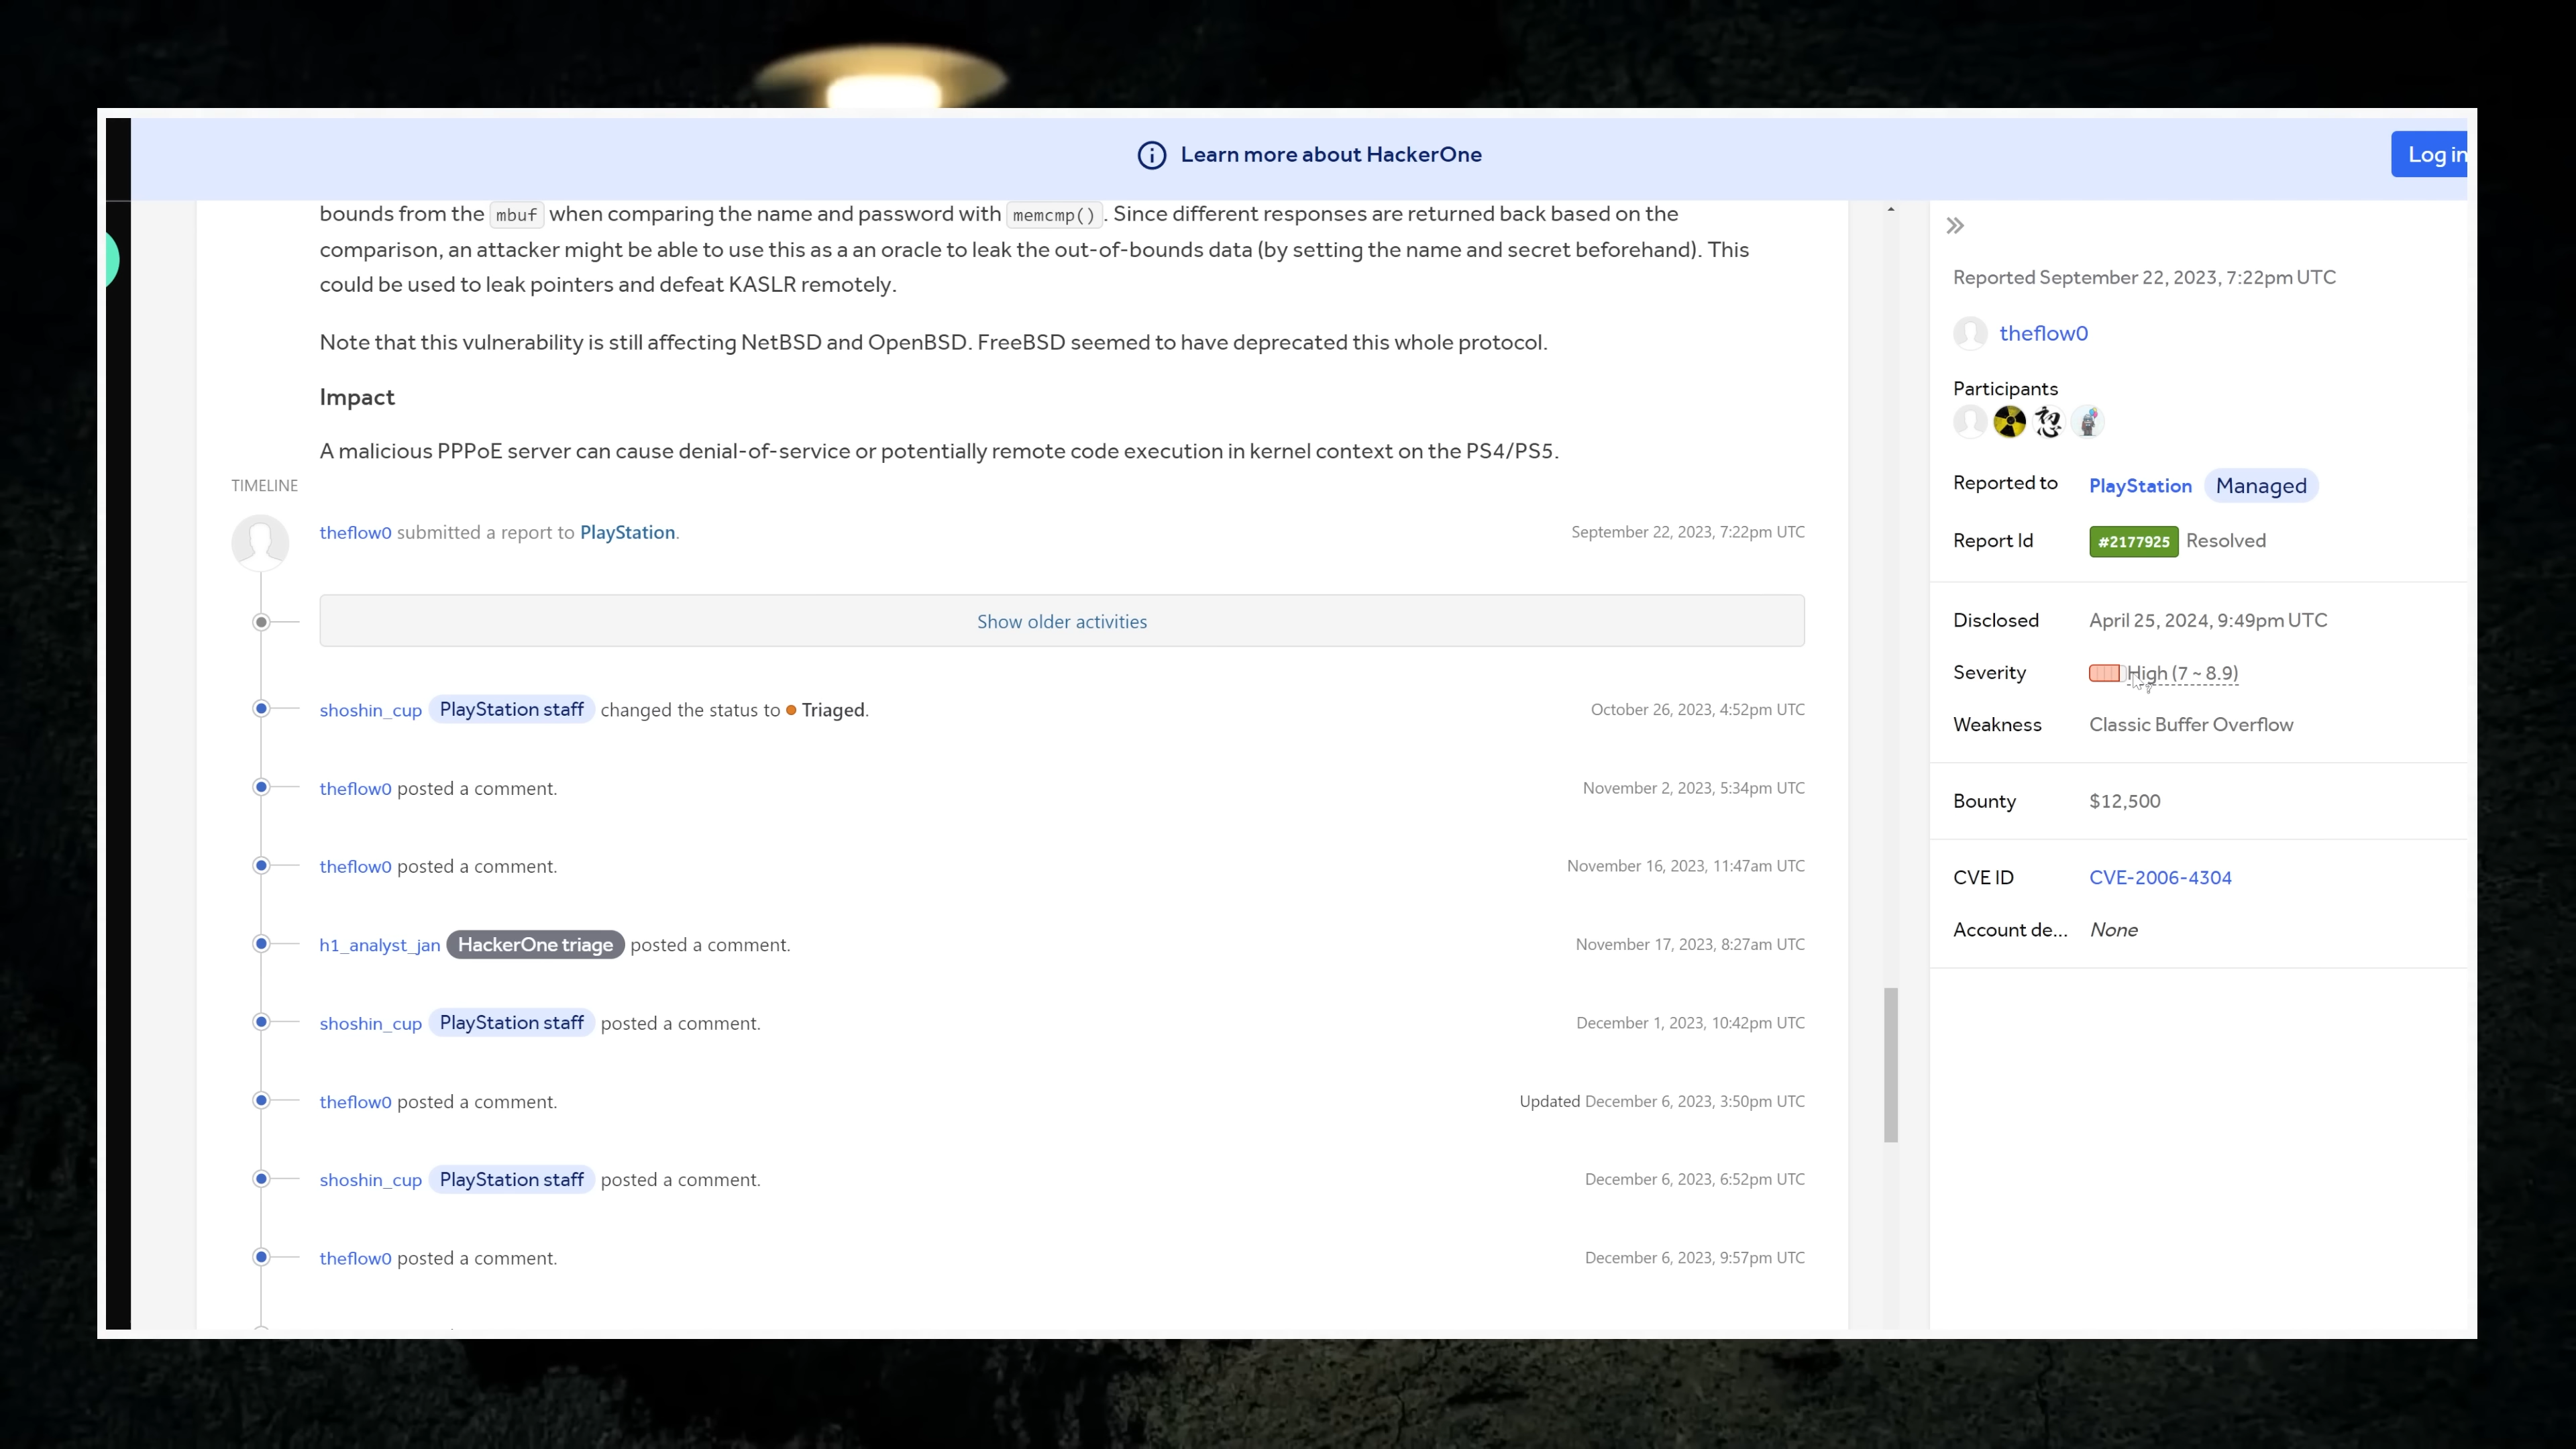 Learn more about HackerOne
Log in
bounds from the mbuf when comparing the name and password with memcmp(). Since different responses are returned back based on the
comparison, an attacker might be able to use this as a an oracle to leak the out-of-bounds data (by setting the name and secret beforehand). This
could be used to leak pointers and defeat KASLR remotely.
Note that this vulnerability is still affecting NetBSD and OpenBSD. FreeBSD seemed to have deprecated this whole protocol.
Impact
A malicious PPPoE server can cause denial-of-service or potentially remote code execution in kernel context on the PS4/PS5.
TIMELINE
theflow0 submitted a report to PlayStation. September 22, 2023, 7:22pm UTC
Show older activities
shoshin_cup PlayStation staff changed the status to Triaged. October 26, 2023, 4:52pm UTC
theflow0 posted a comment. November 2, 2023, 5:34pm UTC
theflow0 posted a comment. November 16, 2023, 11:47am UTC
h1_analyst_jan HackerOne triage posted a comment. November 17, 2023, 8:27am UTC
shoshin_cup PlayStation staff posted a comment. December 1, 2023, 10:42pm UTC
theflow0 posted a comment. Updated December 6, 2023, 3:50pm UTC
shoshin_cup PlayStation staff posted a comment. December 6, 2023, 6:52pm UTC
theflow0 posted a comment. December 6, 2023, 9:57pm UTC
Reported September 22, 2023, 7:22pm UTC
theflow0
Participants
Reported to PlayStation Managed
Report Id #2177925 Resolved
Disclosed April 25, 2024, 9:49pm UTC
Severity High (7 ~ 8.9)
Weakness Classic Buffer Overflow
Bounty $12,500
CVE ID CVE-2006-4304
Account de... None